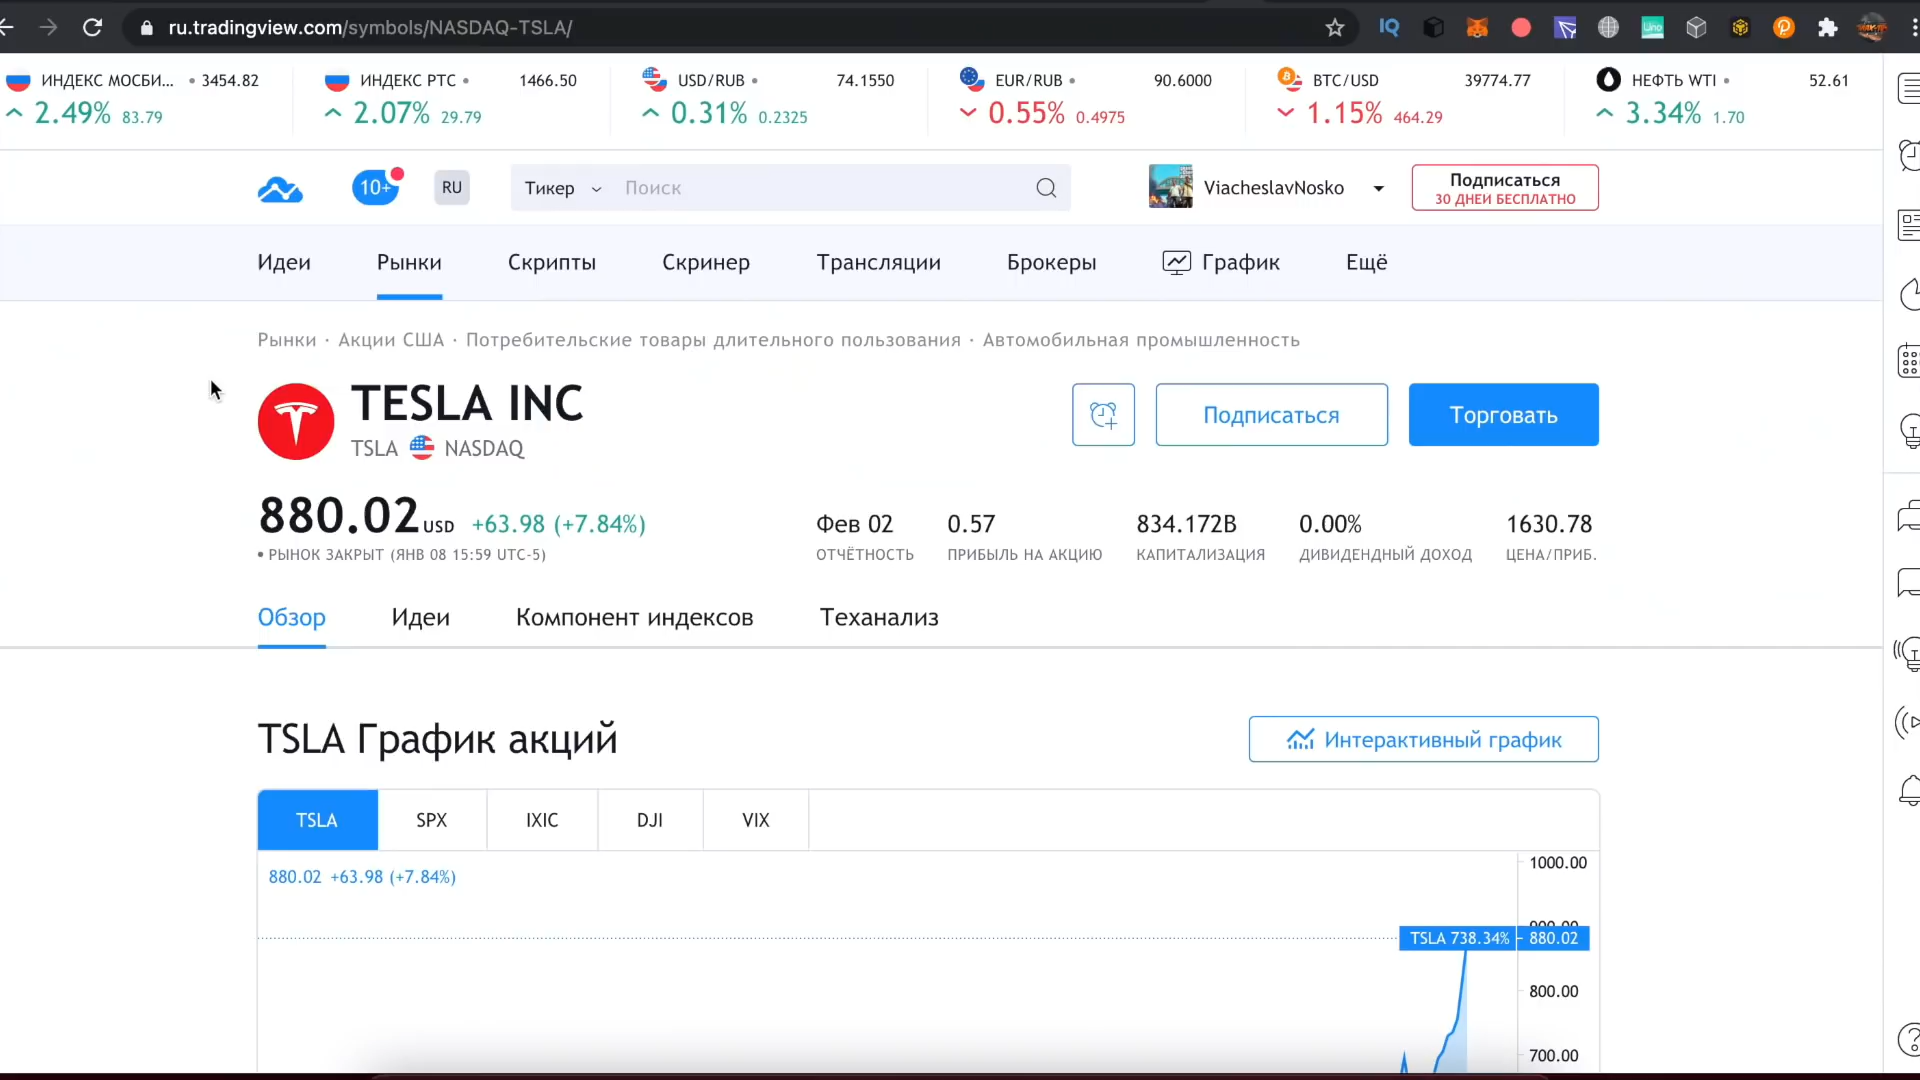 ru.tradingview.com/symbols/NASDAQ-TSLA/
ИНДЕКС МОСБИ... • 3454.82
2.49% 83.79
ИНДЕКС РТС • 1466.50
2.07% 29.79
USD/RUB • 74.1550
0.31% 0.2325
EUR/RUB • 90.6000
0.55% 0.4975
BTC/USD 39774.77
1.15% 464.29
НЕФТЬ WTI • 52.61
3.34% 1.70
10+ RU Тикер Поиск ViacheslavNosko
Подписаться
30 ДНЕЙ БЕСПЛАТНО
Идеи Рынки Скрипты Скринер Трансляции Брокеры График Ещё
Рынки · Акции США · Потребительские товары длительного пользования · Автомобильная промышленность
TESLA INC
TSLA NASDAQ
Подписаться
Торговать
880.02 USD +63.98 (+7.84%)
• РЫНОК ЗАКРЫТ (ЯНВ 08 15:59 UTC-5)
Фев 02 0.57 834.172B 0.00% 1630.78
ОТЧЁТНОСТЬ ПРИБЫЛЬ НА АКЦИЮ КАПИТАЛИЗАЦИЯ ДИВИДЕНДНЫЙ ДОХОД ЦЕНА/ПРИБ.
Обзор Идеи Компонент индексов Теханализ
TSLA График акций
Интерактивный график
TSLA SPX IXIC DJI VIX
880.02 +63.98 (+7.84%)
1000.00
TSLA 738.34% 880.02
800.00
700.00